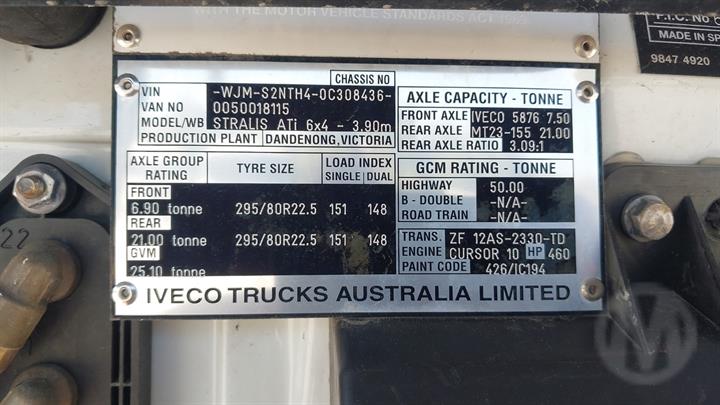 WITH THE MOTOR VEHICLE STANDARDS ACT 1989
P.I.C. No
MADE IN SP
9847 4920
CHASSIS NO
VIN -WJM-S2NTH4-0C308436-
VAN NO 0050018115
MODEL/WB STRALIS ATi 6x4 - 3.90m
PRODUCTION PLANT DANDENONG, VICTORIA
AXLE GROUP RATING TYRE SIZE LOAD INDEX SINGLE DUAL
FRONT
6.90 tonne 295/80R22.5 151 148
REAR
21.00 tonne 295/80R22.5 151 148
GVM
25.10 tonne
AXLE CAPACITY - TONNE
FRONT AXLE IVECO 5876 7.50
REAR AXLE MT23-155 21.00
REAR AXLE RATIO 3.09:1
GCM RATING - TONNE
HIGHWAY 50.00
B - DOUBLE -N/A-
ROAD TRAIN -N/A-
TRANS. ZF 12AS-2330-TD
ENGINE CURSOR 10 HP 460
PAINT CODE 426/IC194
IVECO TRUCKS AUSTRALIA LIMITED
22
M